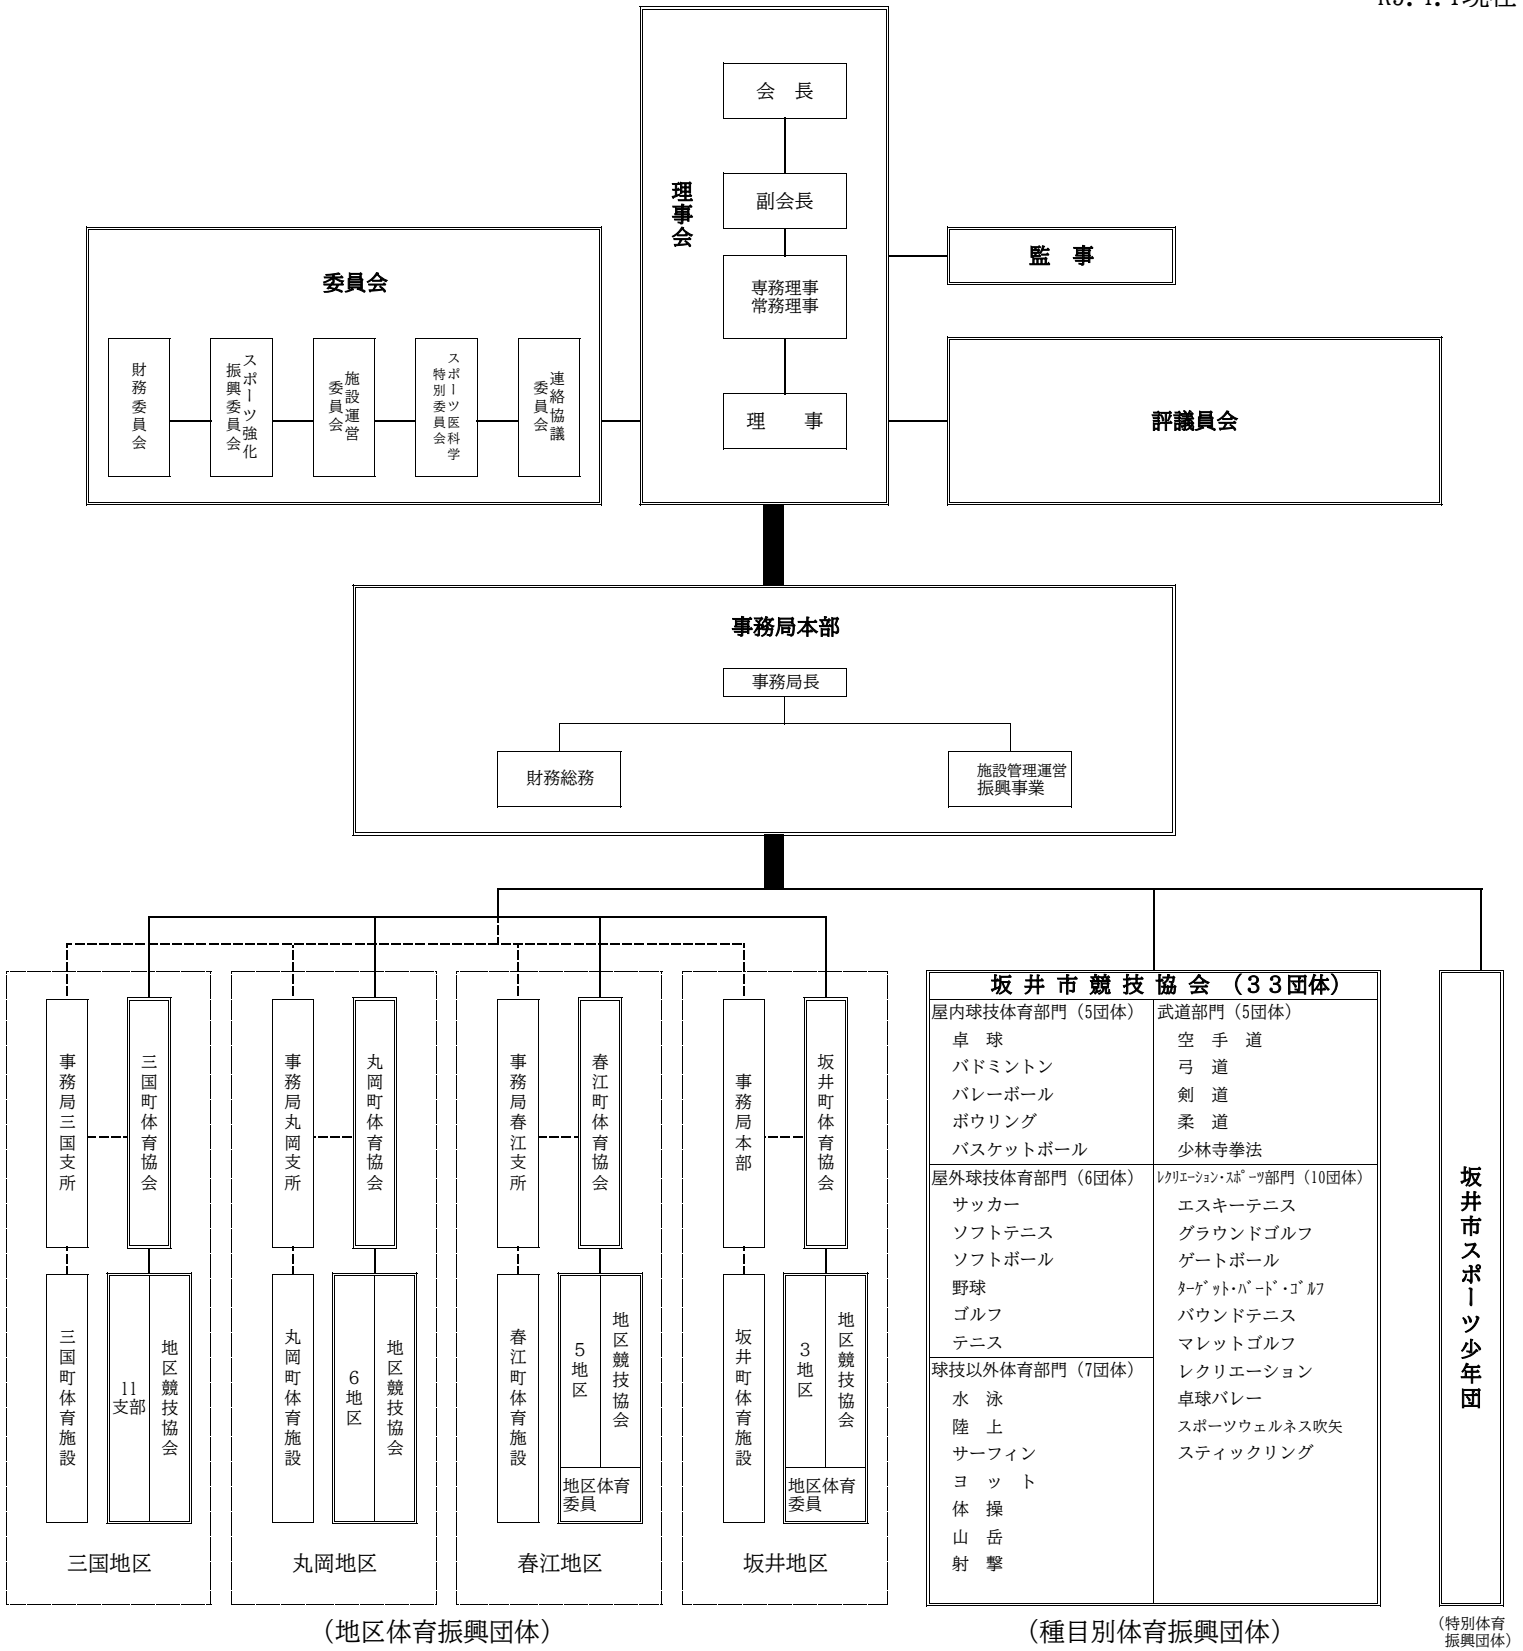 会　長
理事会
副会長
監　事
委員会
専務理事
常務理事
財務委員会
スポーツ強化
振興委員会
施設運営
委員会
スポーツ医科学
特別委員会
連絡協議
委員会
理　　事
評議員会
事務局本部
事務局長
財務総務
施設管理運営
振興事業
事務局三国支所
三国町体育協会
三国町体育施設
11
支部
地区競技協会
三国地区
事務局丸岡支所
丸岡町体育協会
丸岡町体育施設
6地区
地区競技協会
丸岡地区
事務局春江支所
春江町体育協会
春江町体育施設
5地区
地区競技協会
地区体育
委員
春江地区
事務局本部
坂井町体育協会
坂井町体育施設
3地区
地区競技協会
地区体育
委員
坂井地区
（地区体育振興団体）
坂 井 市 競 技 協 会 （３３団体）
屋内球技体育部門（5団体）
卓　球
バドミントン
バレーボール
ボウリング
バスケットボール
屋外球技体育部門（6団体）
サッカー
ソフトテニス
ソフトボール
野球
ゴルフ
テニス
球技以外体育部門（7団体）
水　泳
陸　上
サーフィン
ヨ　ッ　ト
体　操
山　岳
射　撃
武道部門（5団体）
空　手　道
弓　道
剣　道
柔　道
少林寺拳法
ﾚｸﾘｴｰｼｮﾝ･ｽﾎﾟｰﾂ部門（10団体）
エスキーテニス
グラウンドゴルフ
ゲートボール
ﾀｰｹﾞｯﾄ･ﾊﾞｰﾄﾞ･ｺﾞﾙﾌ
バウンドテニス
マレットゴルフ
レクリエーション
卓球バレー
スポーツウェルネス吹矢
スティックリング
（種目別体育振興団体）
坂井市スポーツ少年団
（特別体育
振興団体）